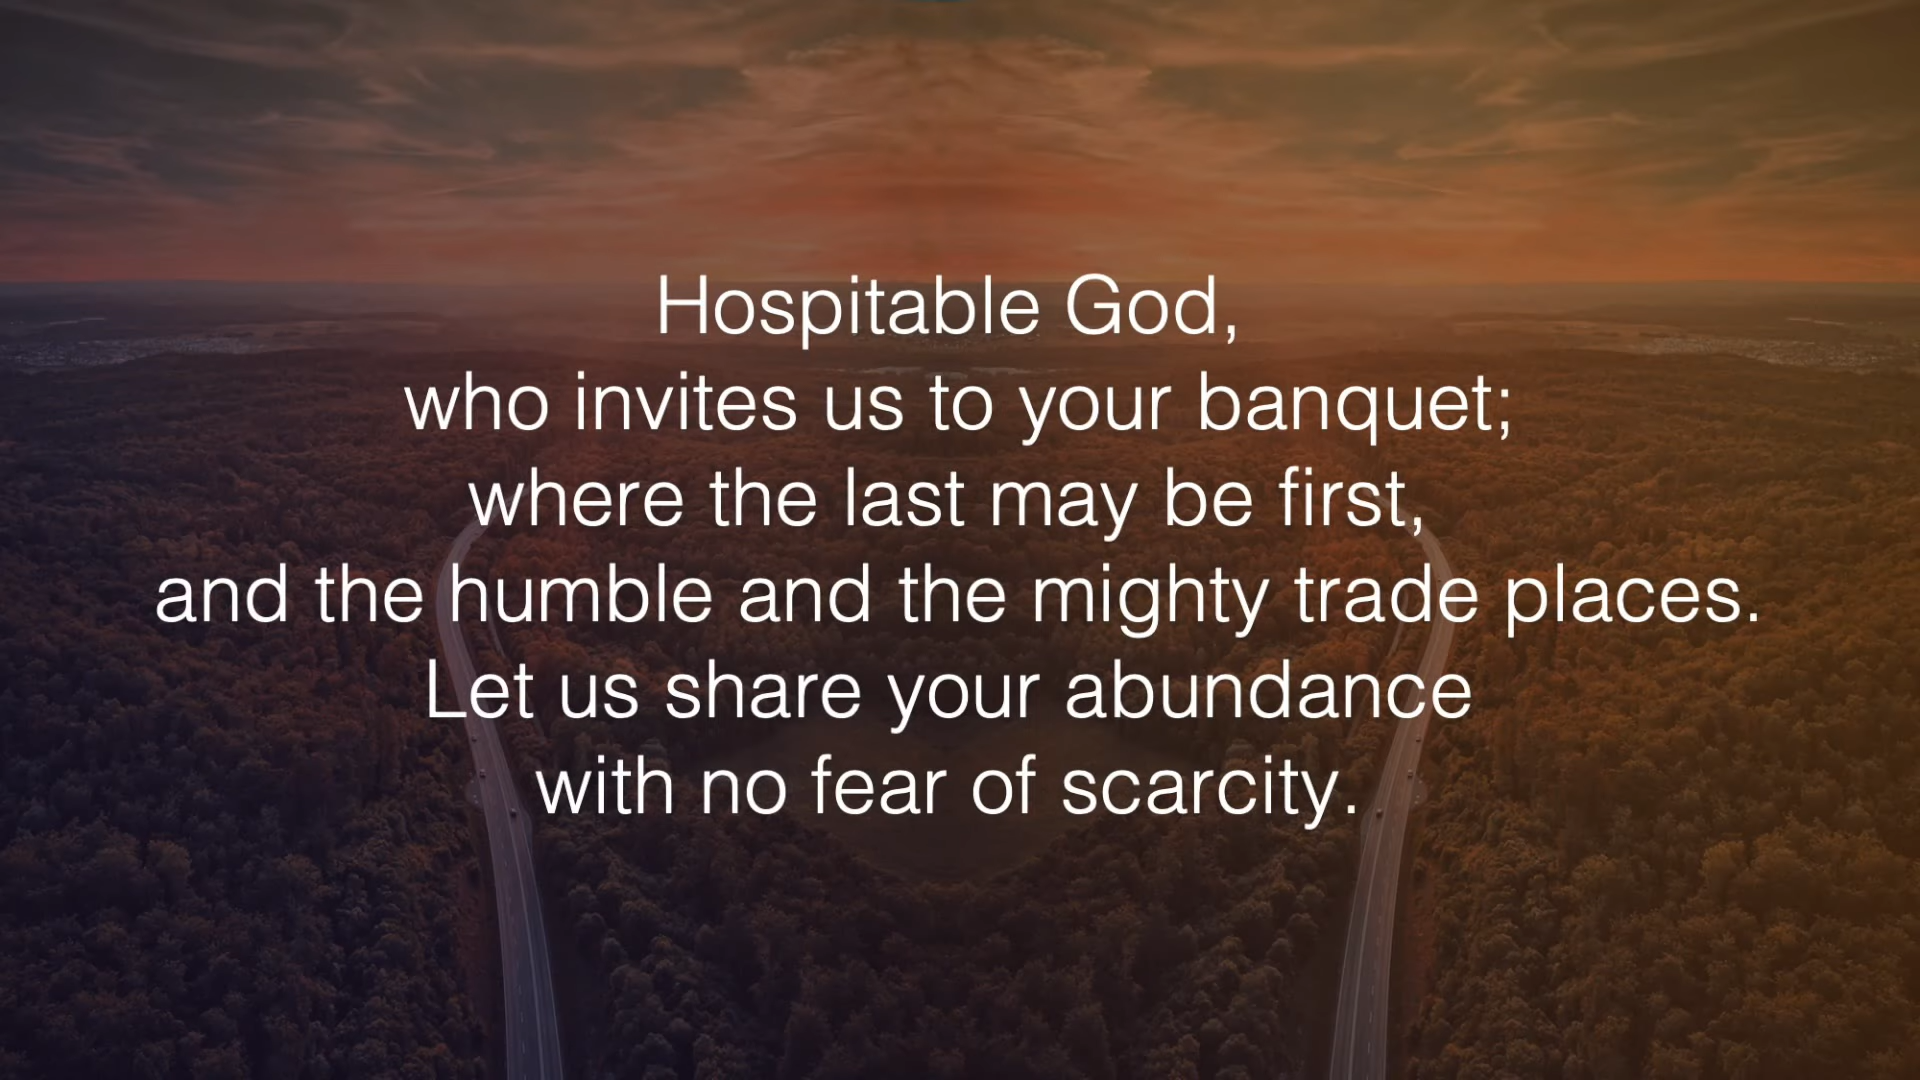 Hospitable God,
who invites us to your banquet;
where the last may be first,
and the humble and the mighty trade places.
Let us share your abundance
with no fear of scarcity.